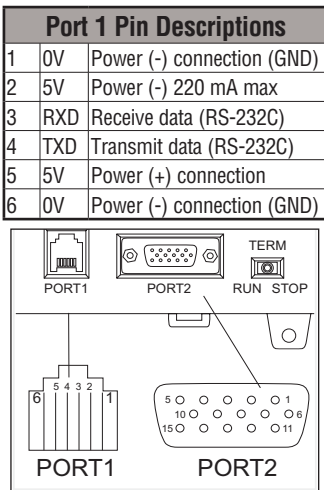 Port 1 Pin Descriptions
1 0V Power (-) connection (GND)
2 5V Power (-) 220 mA max
3 RXD Receive data (RS-232C)
4 TXD Transmit data (RS-232C)
5 5V Power (+) connection
6 0V Power (-) connection (GND)
TERM
PORT1 PORT2 RUN STOP
6 5 4 3 2 1
5 1
10 6
15 11
PORT1 PORT2